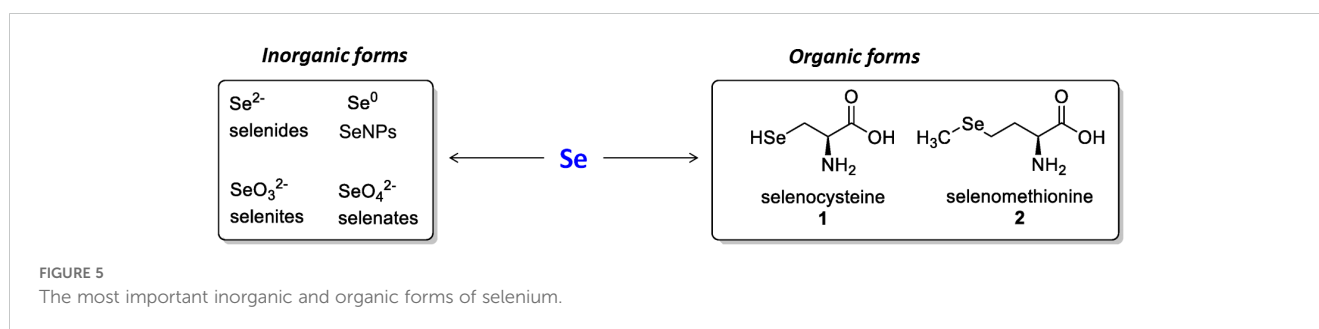 Inorganic forms
Se2- Se0
selenides SeNPs
SeO32- SeO42-
selenites selenates
Se
Organic forms
O
HSe OH
NH2
selenocysteine
1
O
H3C Se OH
NH2
selenomethionine
2
FIGURE 5
The most important inorganic and organic forms of selenium.